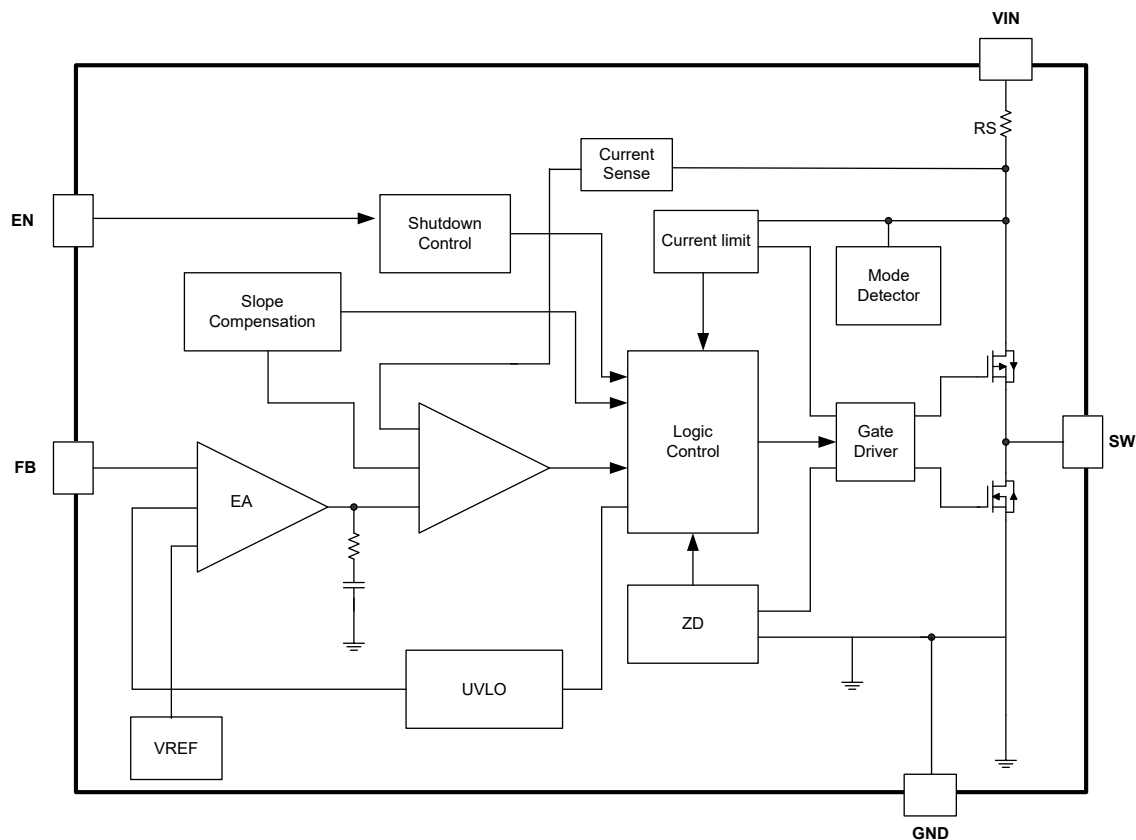 VIN
RS
Current
Sense
EN
Shutdown
Control
Current limit
Mode
Detector
Slope
Compensation
FB
EA
Logic
Control
Gate
Driver
SW
ZD
UVLO
VREF
GND